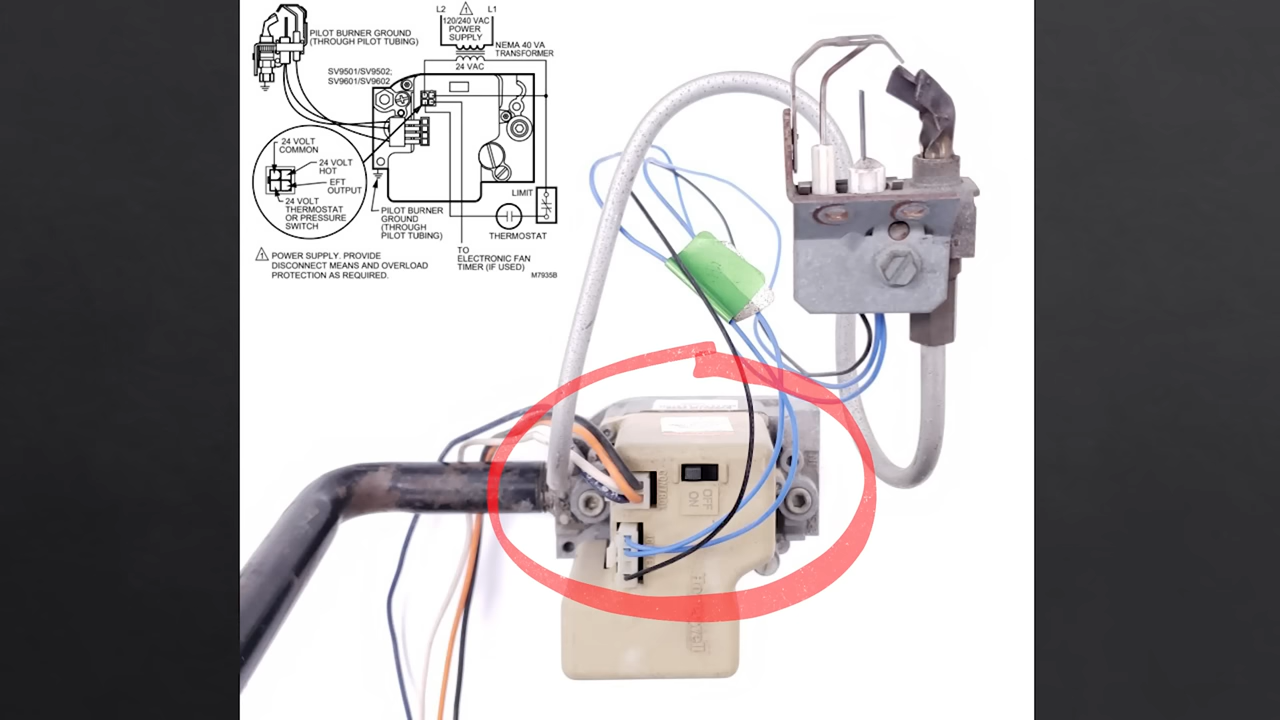 L2 L1
1
120/240 VAC
POWER
SUPPLY
NEMA 40 VA
TRANSFORMER
24 VAC
PILOT BURNER GROUND
(THROUGH PILOT TUBING)
SV9501/SV9502;
SV9601/SV9602
24 VOLT
COMMON
24 VOLT
HOT
EFT
OUTPUT
24 VOLT
THERMOSTAT
OR PRESSURE
SWITCH
PILOT BURNER
GROUND
(THROUGH
PILOT TUBING)
LIMIT
THERMOSTAT
TO
ELECTRONIC FAN
TIMER (IF USED)
1 POWER SUPPLY. PROVIDE
DISCONNECT MEANS AND OVERLOAD
PROTECTION AS REQUIRED.
M7935B
OFF
ON
Honeywell